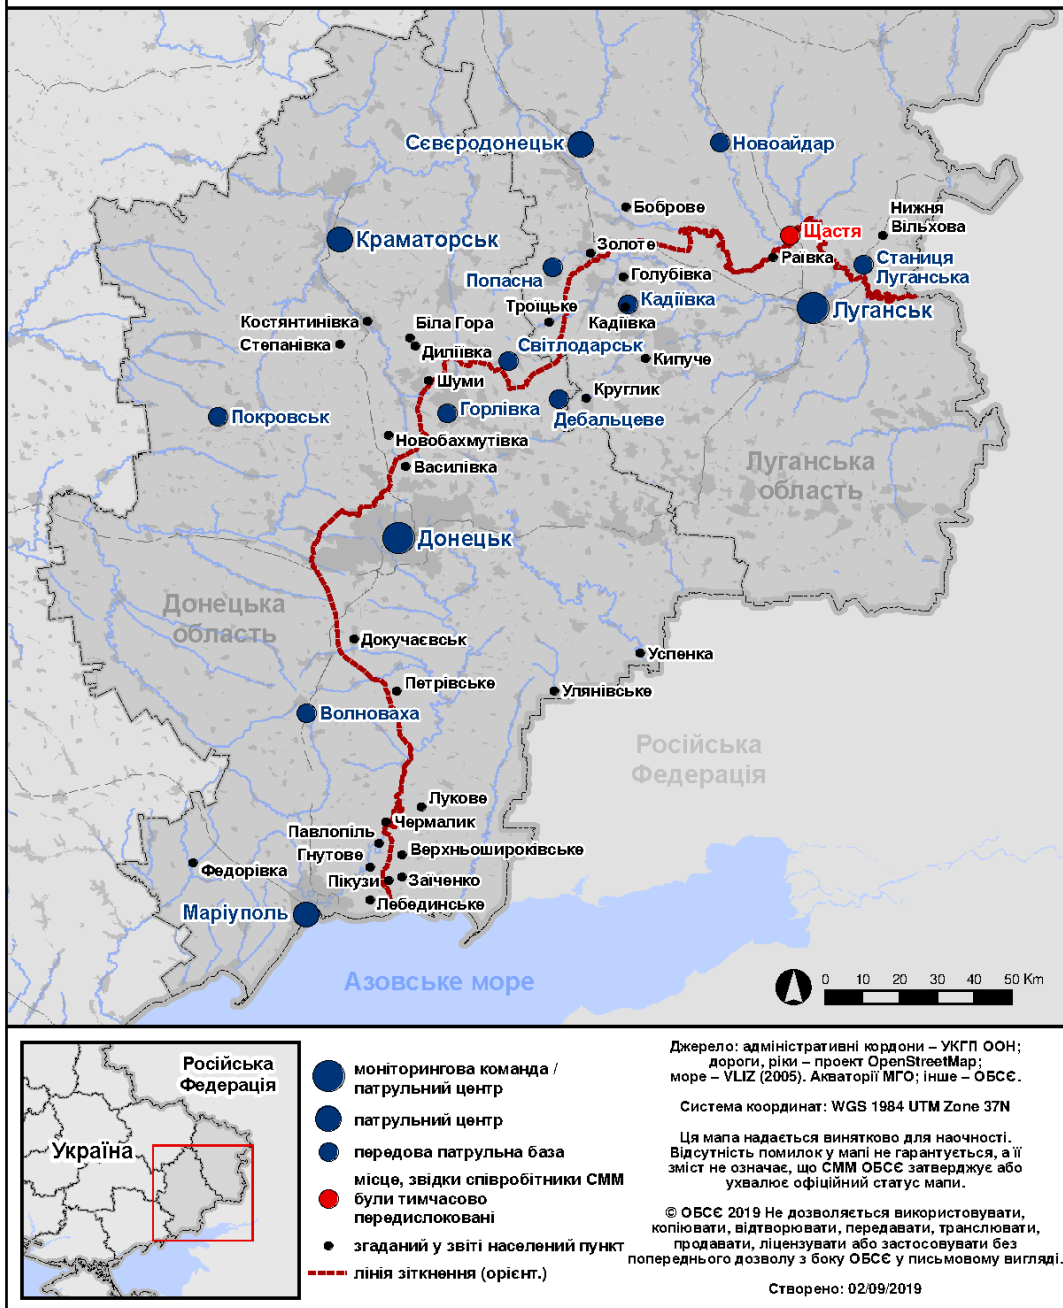 Сєвєродонецьк
Новоайдар
Боброве
Нижня
Вільхова
Щастя
Краматорськ
Золоте
Раївка
Станиця
Луганська
Попасна
Голубівка
Кадіївка
Троїцьке
Кадіївка
Луганськ
Костянтинівка
Біла Гора
Степанівка
Диліївка
Світлодарськ
Кипуче
Шуми
Круглик
Покровськ
Горлівка
Дебальцеве
Новобахмутівка
Василівка
Луганська
область
Донецьк
Донецька
область
Докучаєвськ
Успенка
Петрівське
Улянівське
Волноваха
Російська
Федерація
Лукове
Чермалик
Павлопіль
Гнутове
Верхньошироківське
Федорівка
Пікузи
Заїченко
Лебединське
Маріуполь
Азовське море
0 10 20 30 40 50 Km
Російська
Федерація
Україна
моніторингова команда /
патрульний центр
патрульний центр
передова патрульна база
місце, звідки співробітники СММ
були тимчасово
передислоковані
згаданий у звіті населений пункт
лінія зіткнення (орієнт.)
Джерело: адміністративні кордони – УКГП ООН;
дороги, ріки – проект OpenStreetMap;
море – VLIZ (2005). Акваторії МГО; інше – ОБСЄ.
Система координат: WGS 1984 UTM Zone 37N
Ця мапа надається винятково для наочності.
Відсутність помилок у мапі не гарантується, а її
зміст не означає, що СММ ОБСЄ затверджує або
ухвалює офіційний статус мапи.
© ОБСЄ 2019 Не дозволяється використовувати,
копіювати, відтворювати, передавати, транслювати,
продавати, ліцензувати або застосовувати без
попереднього дозволу з боку ОБСЄ у письмовому вигляді.
Створено: 02/09/2019